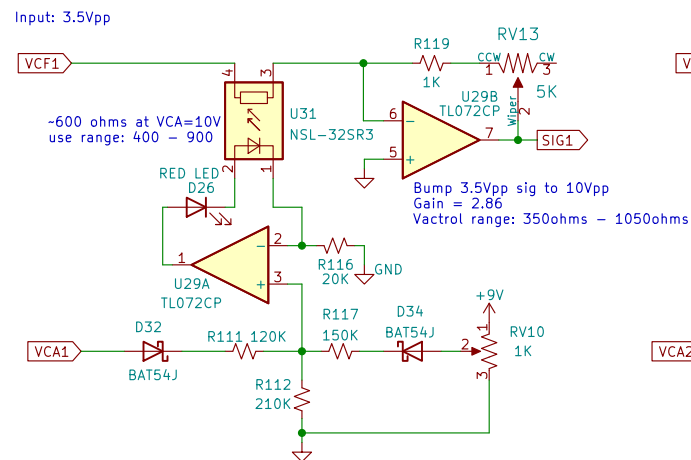 Input: 3.5Vpp
VCF1
4
3
R119
1K
CCW
1
RV13
CW
3
5K
Wiper
2
~600 ohms at VCA=10V
use range: 400 - 900
U31
NSL-32SR3
U29B
TL072CP
6
5
7
SIG1
V
2
1
RED LED
D26
Bump 3.5Vpp sig to 10Vpp
Gain = 2.86
Vactrol range: 350ohms - 1050ohms
1
2
3
U29A
TL072CP
R116
20K
GND
+9V
D32
BAT54J
VCA1
R111 120K
R117
150K
D34
BAT54J
2
1
3
RV10
1K
VCA2
R112
210K